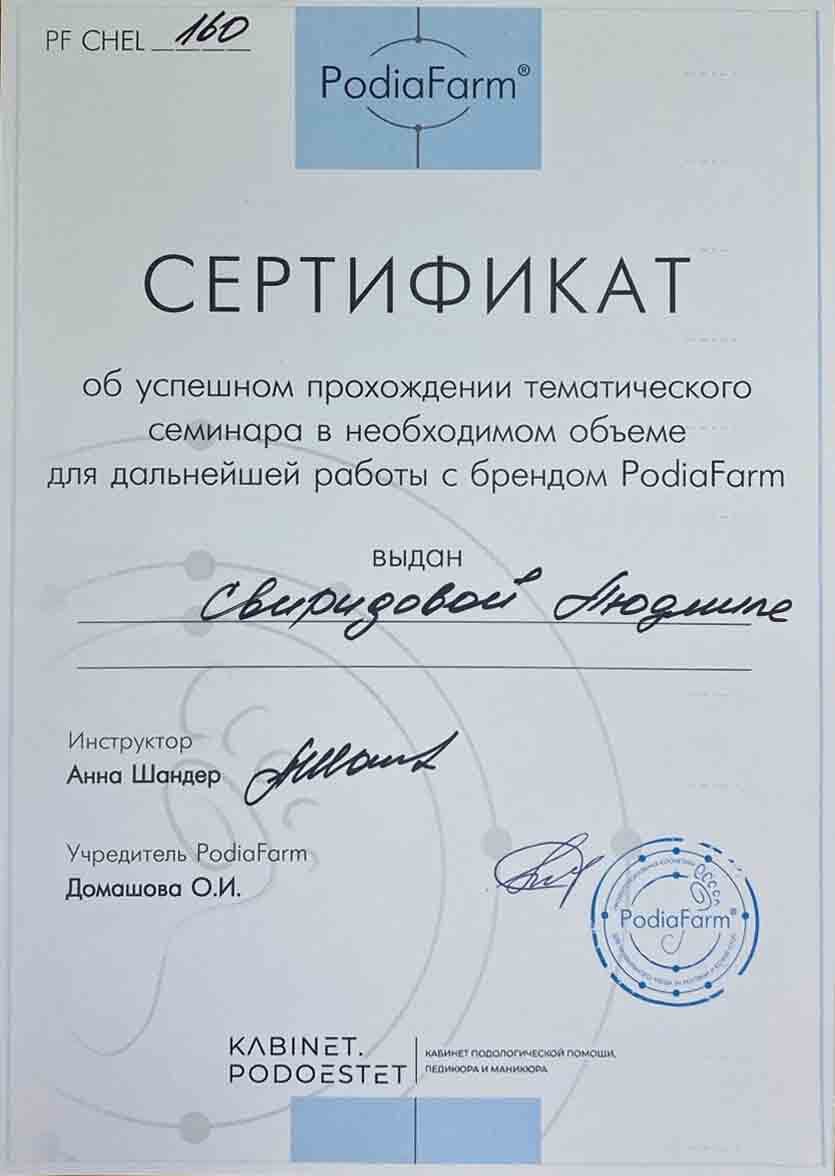 PF CHEL 160
PodiaFarm®
СЕРТИФИКАТ
об успешном прохождении тематического
семинара в необходимом объеме
для дальнейшей работы с брендом PodiaFarm
выдан
Свиридовой Людмиле
Инструктор
Анна Шандер
Учредитель PodiaFarm
Домашова О.И.
PodiaFarm®
KABINET.
PODOESTET
КАБИНЕТ ПОДОЛОГИЧЕСКОЙ ПОМОЩИ,
ПЕДИКЮРА И МАНИКЮРА